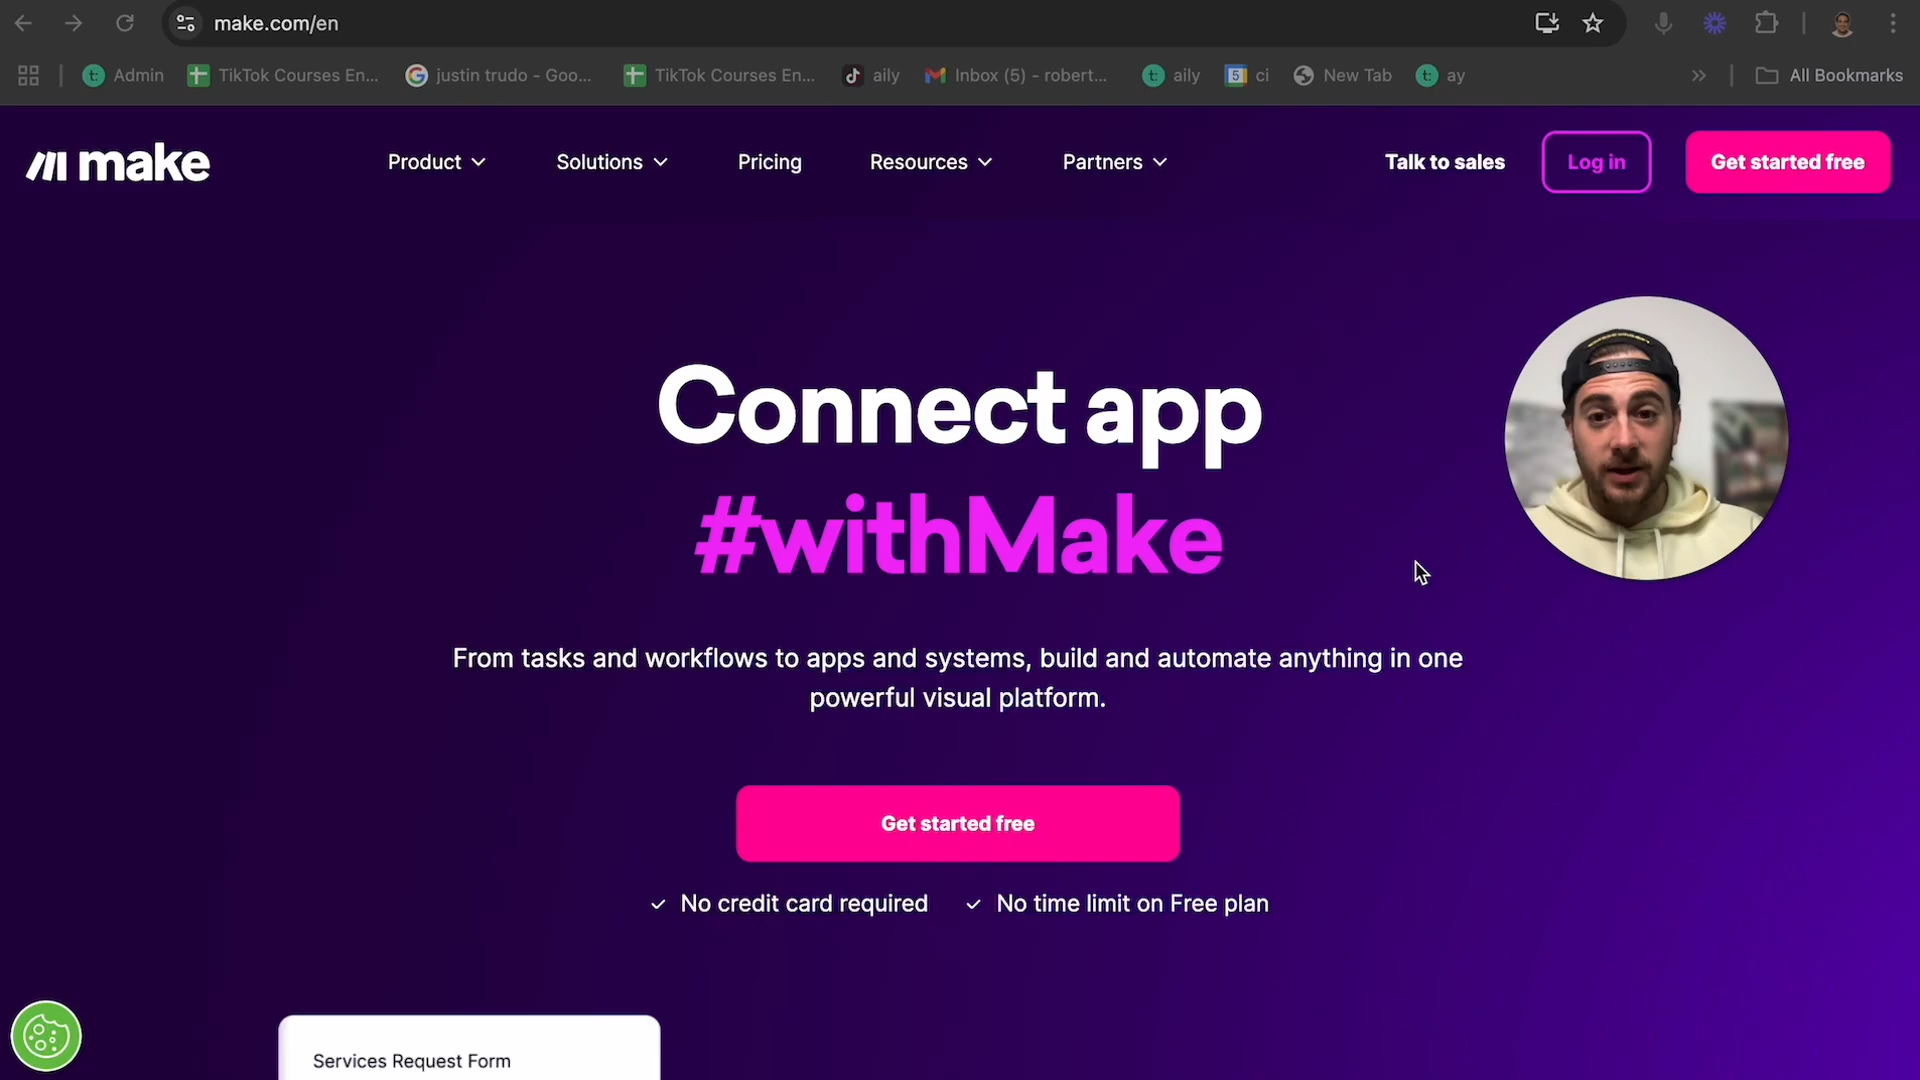 make.com/en
Admin
TikTok Courses En...
justin trudo - Goo...
TikTok Courses En...
aily
Inbox (5) - robert...
aily
5
ci
New Tab
ay
All Bookmarks
make
Product
Solutions
Pricing
Resources
Partners
Talk to sales
Log in
Get started free
Connect app
#withMake
From tasks and workflows to apps and systems, build and automate anything in one
powerful visual platform.
Get started free
No credit card required
No time limit on Free plan
Services Request Form